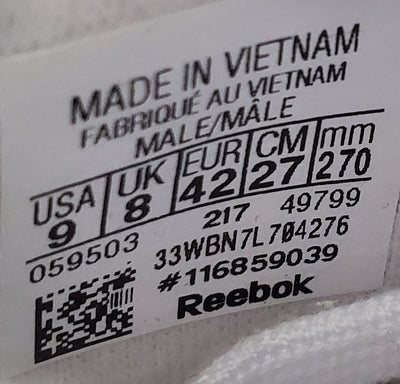 MADE IN VIETNAM
FABRIQUÉ AU VIETNAM
MALE/MÂLE
USA UK EUR CM mm
9 8 42 27 270
059503 217 49799
33WBN7L704276
#116859039
Reebok